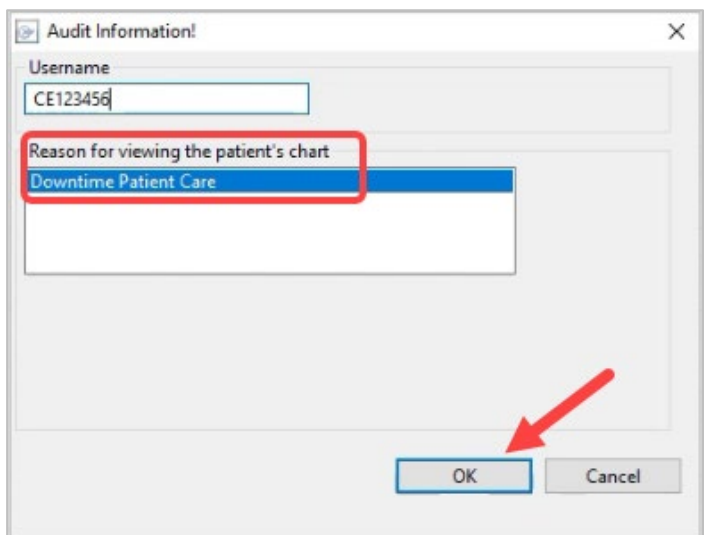 Audit Information!
Username
CE123456
Reason for viewing the patient's chart
Downtime Patient Care
OK
Cancel